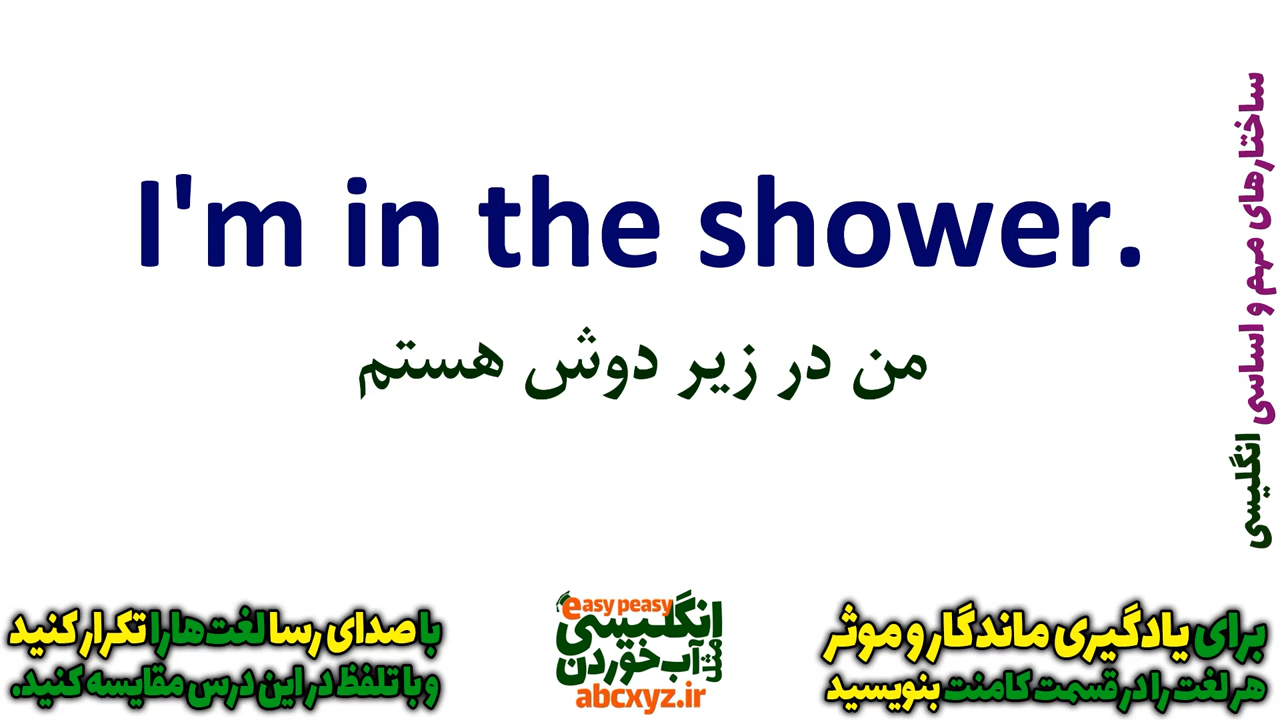 I'm in the shower.
من در زیر دوش هستم
ساختارهای مهم و اساسی انگلیسی
برای یادگیری ماندگار و موثر
هر لغت را در قسمت کامنت بنویسید
easy peasy
انگلیسی
مثل آب خوردن
abcxyz.ir
با صدای رسا لغت‌ها را تکرار کنید
و با تلفظ در این درس مقایسه کنید.